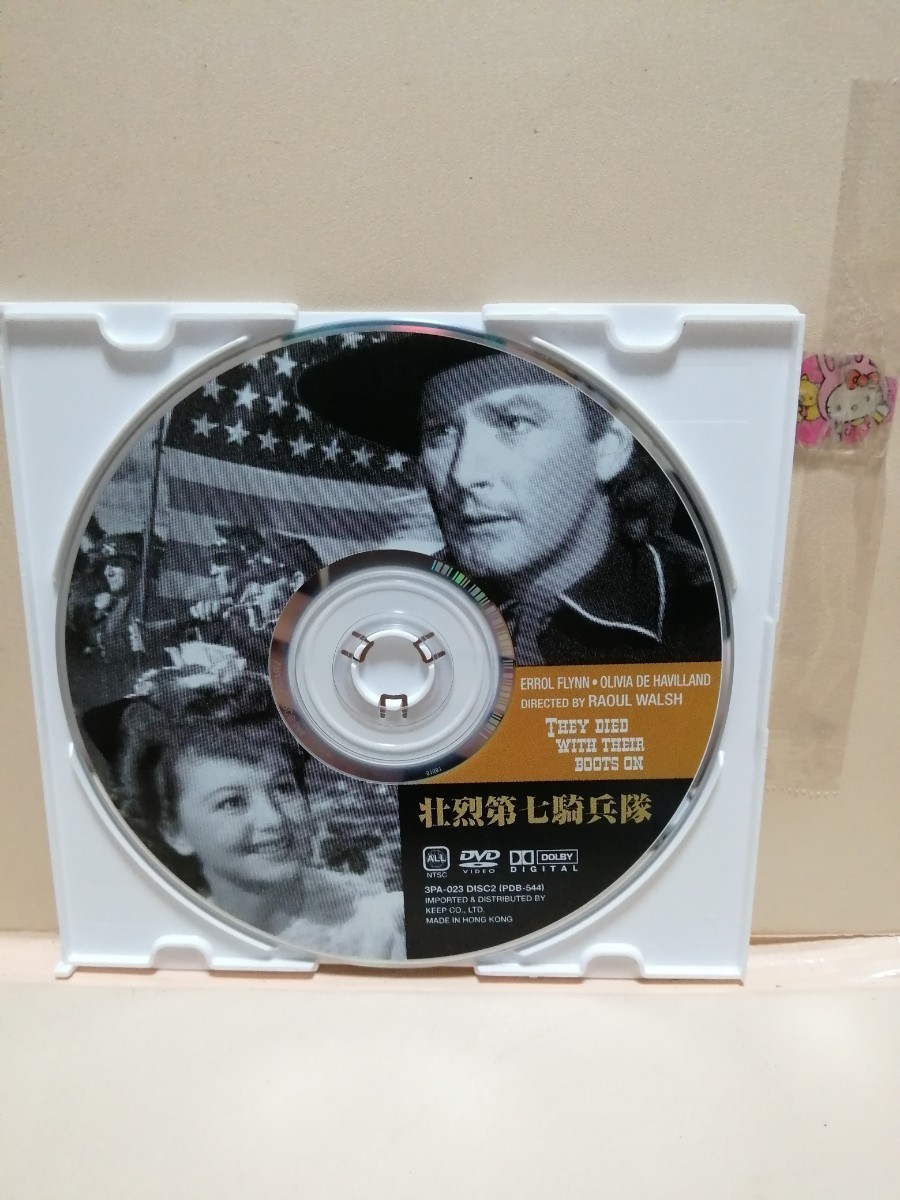 ERROL FLYNN • OLIVIA DE HAVILLAND
DIRECTED BY RAOUL WALSH
THEY DIED
WITH THEIR
BOOTS ON
壮烈第七騎兵隊
ALL
NTSC
DVD
VIDEO
DOLBY
DIGITAL
3PA-023 DISC2 (PDB-544)
IMPORTED & DISTRIBUTED BY
KEEP CO., LTD.
MADE IN HONG KONG